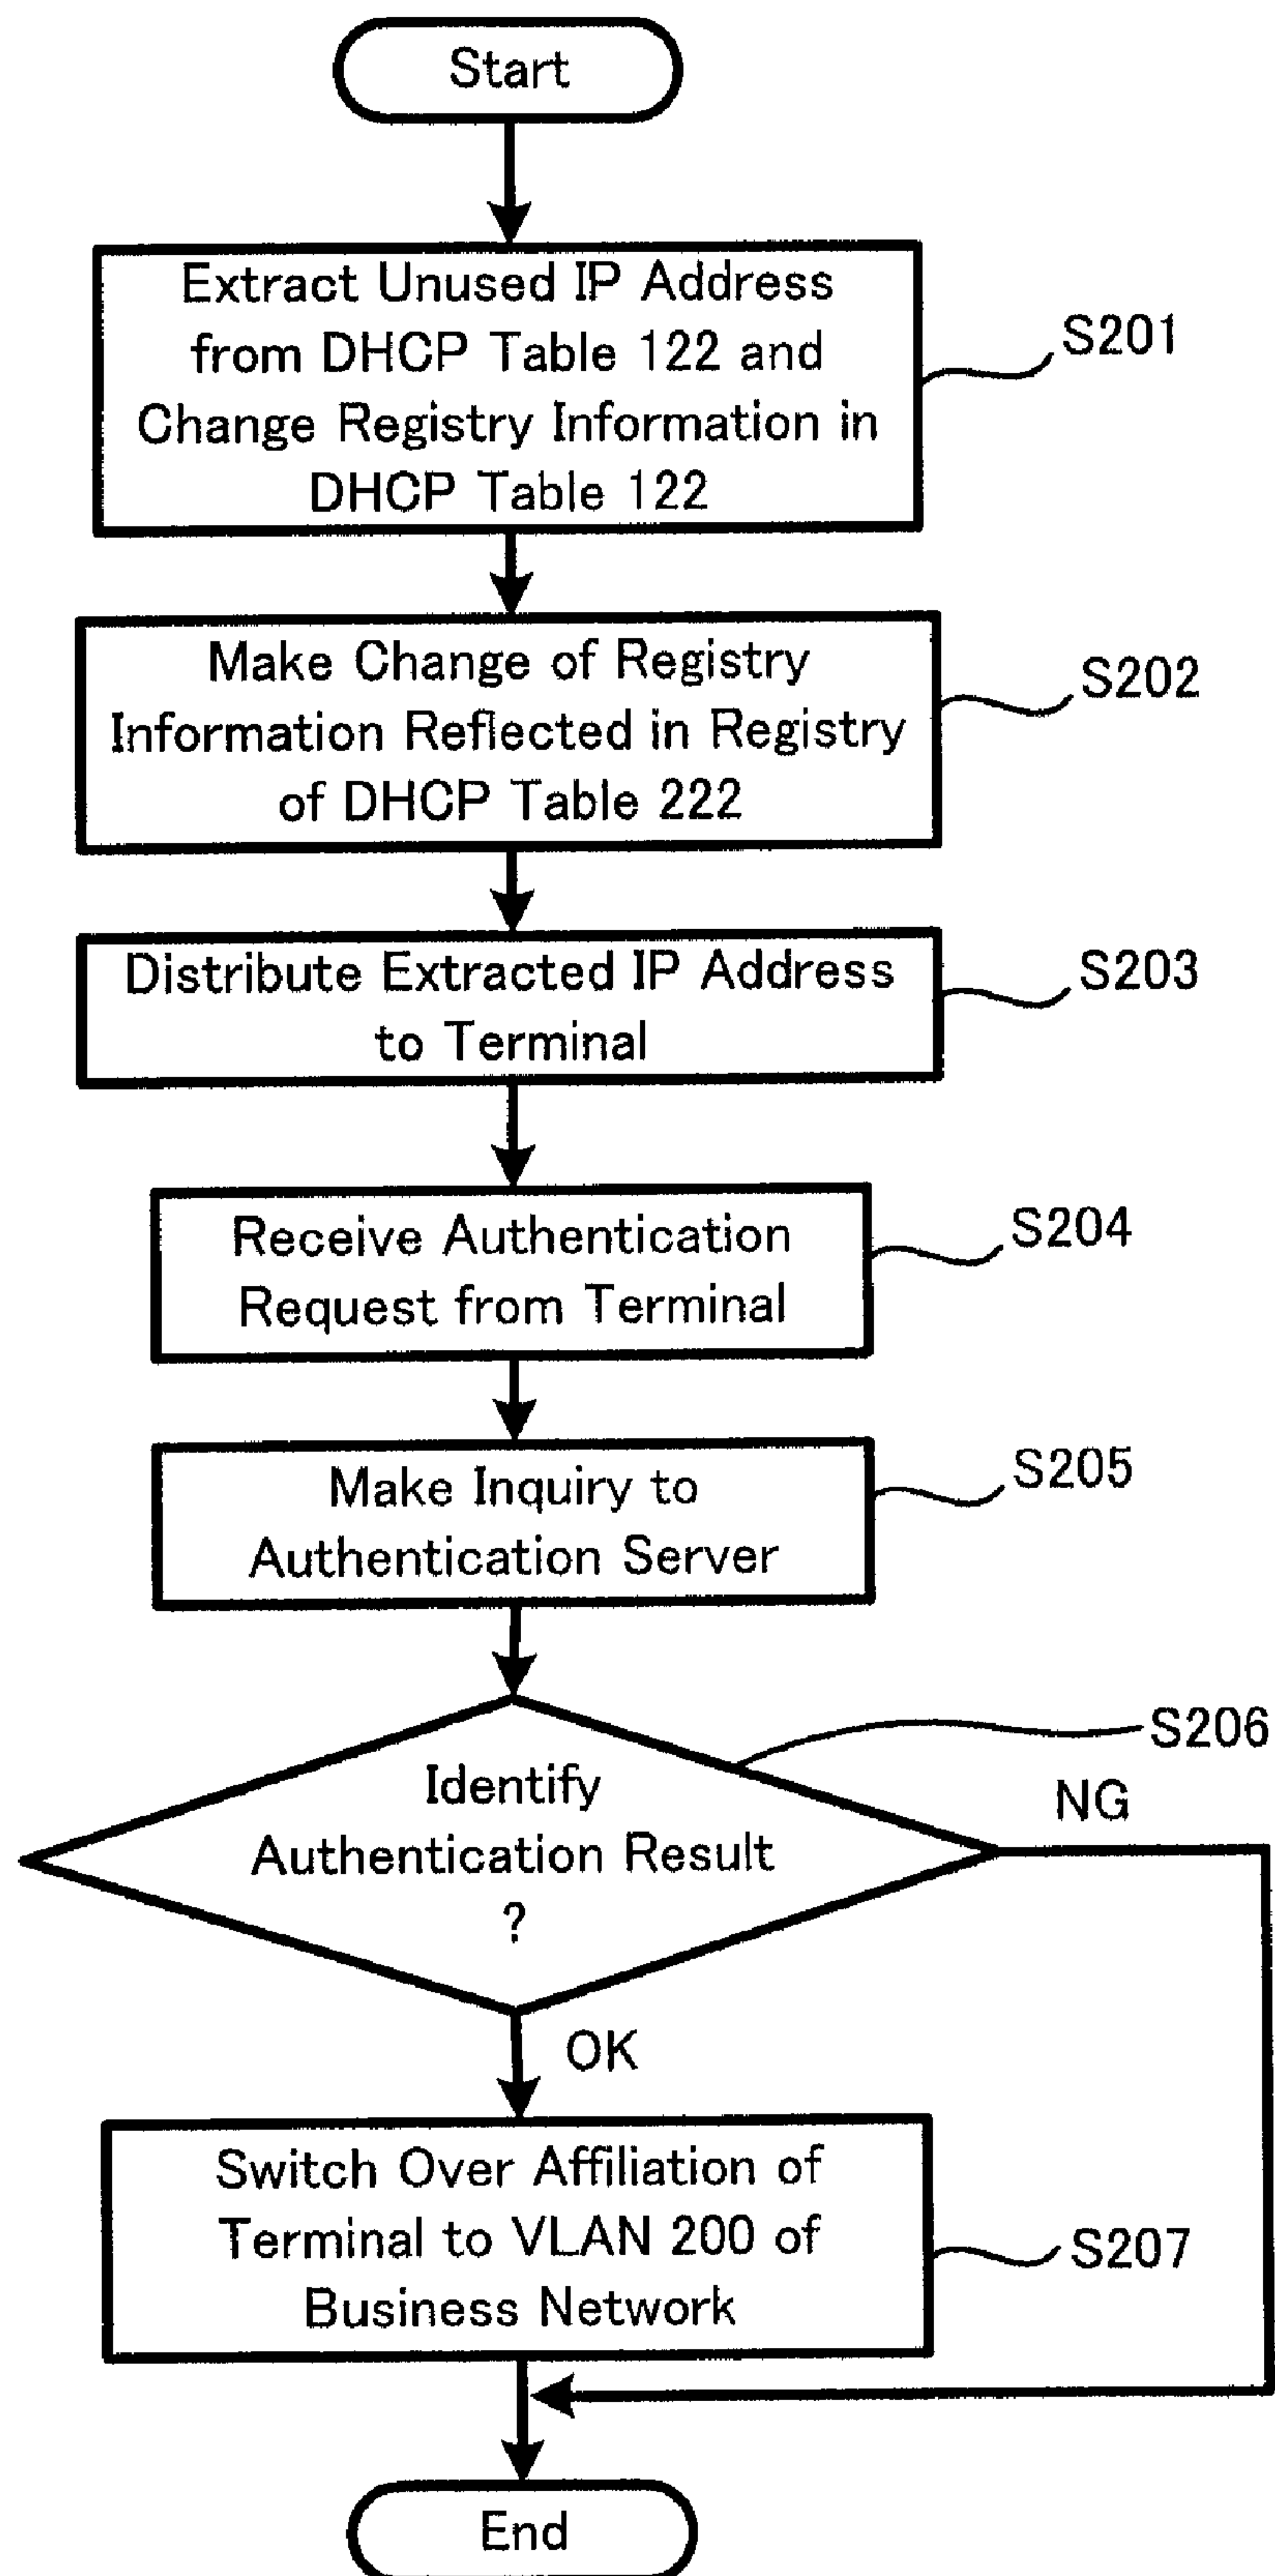 Start
Extract Unused IP Address
from DHCP Table 122 and
Change Registry Information in
DHCP Table 122
S201
Make Change of Registry
Information Reflected in Registry
of DHCP Table 222
S202
Distribute Extracted IP Address
to Terminal
S203
Receive Authentication
Request from Terminal
S204
Make Inquiry to
Authentication Server
S205
Identify
Authentication Result
?
S206
NG
OK
Switch Over Affiliation of
Terminal to VLAN 200 of
Business Network
S207
End